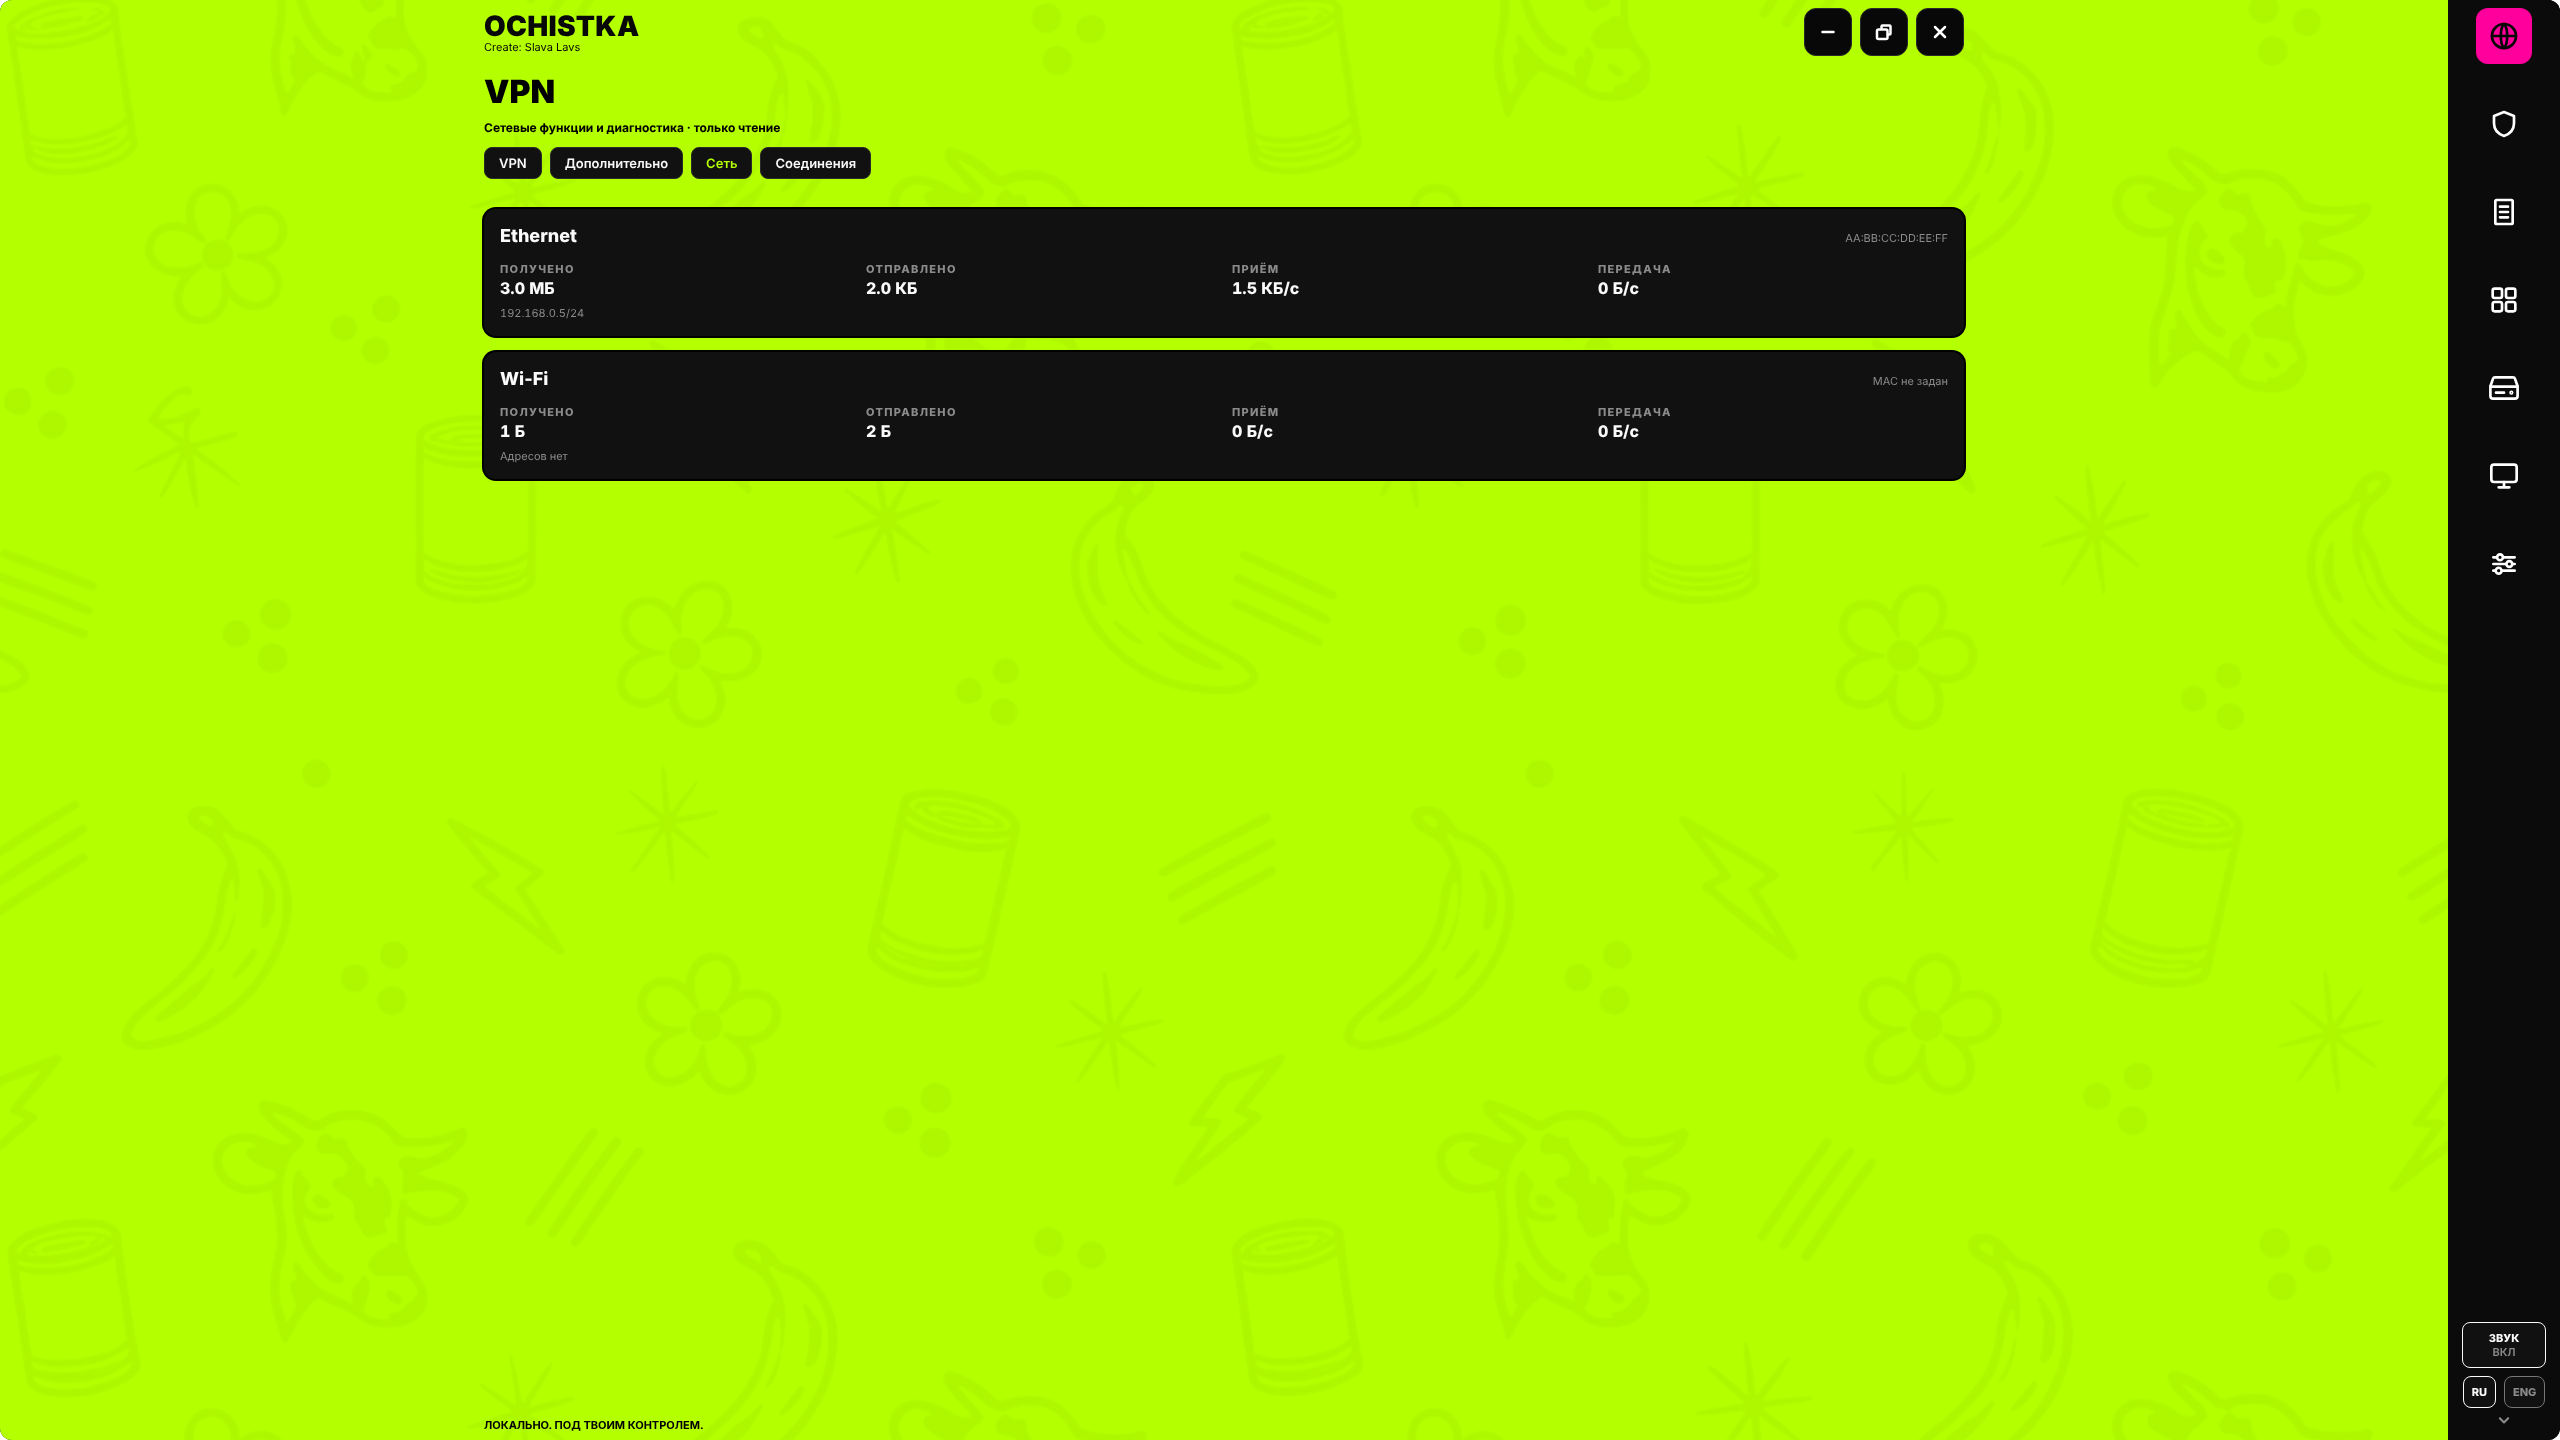 OCHISTKA
Create: Slava Lavs
VPN
Сетевые функции и диагностика · только чтение
VPN Дополнительно Сеть Соединения
Ethernet AA:BB:CC:DD:EE:FF
ПОЛУЧЕНО ОТПРАВЛЕНО ПРИЁМ ПЕРЕДАЧА
3.0 МБ 2.0 КБ 1.5 КБ/с 0 Б/с
192.168.0.5/24
Wi-Fi MAC не задан
ПОЛУЧЕНО ОТПРАВЛЕНО ПРИЁМ ПЕРЕДАЧА
1 Б 2 Б 0 Б/с 0 Б/с
Адресов нет
ЗВУК
ВКЛ
RU ENG
ЛОКАЛЬНО. ПОД ТВОИМ КОНТРОЛЕМ.